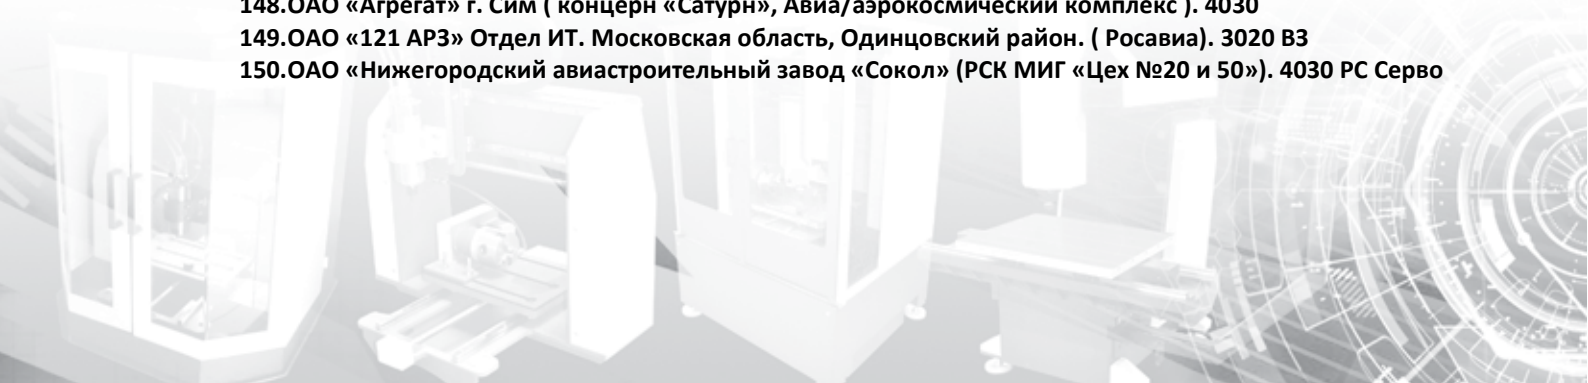 148.ОАО «Агрегат» г. Сим ( концерн «Сатурн», Авиа/аэрокосмический комплекс ). 4030
149.ОАО «121 АРЗ» Отдел ИТ. Московская область, Одинцовский район. ( Росавиа). 3020 В3
150.ОАО «Нижегородский авиастроительный завод «Сокол» (РСК МИГ «Цех №20 и 50»). 4030 РС Серво